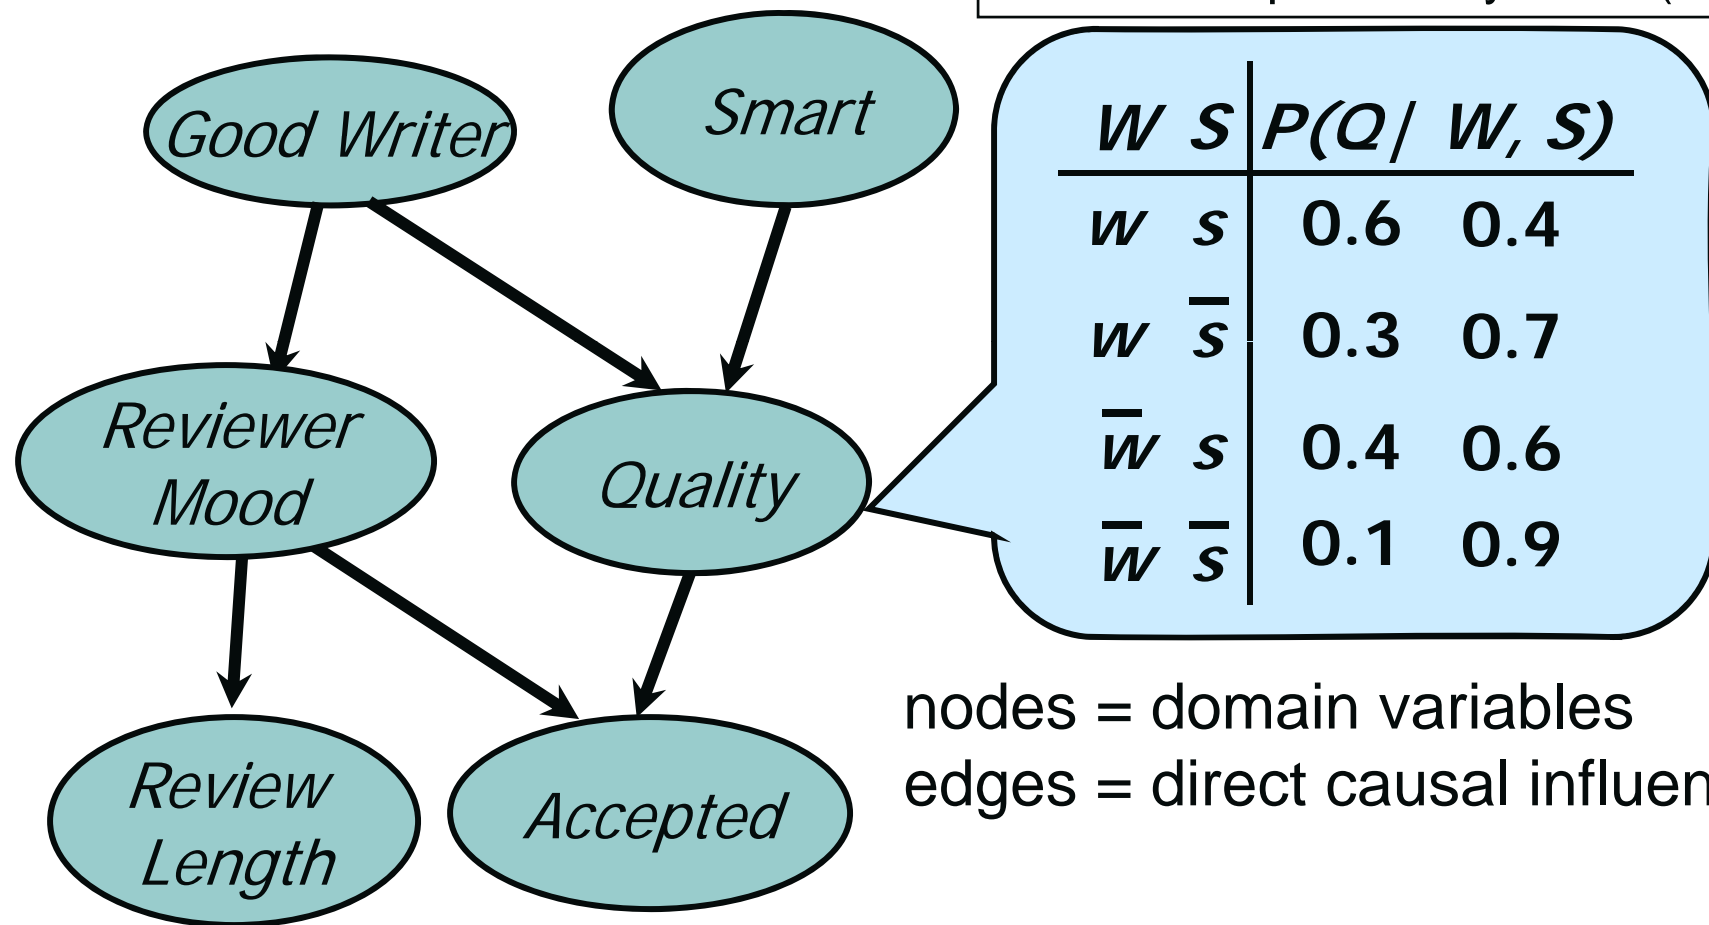 Good Writer
Smart
Reviewer
Mood
Quality
Review
Length
Accepted
W S P(Q| W, S)
w s 0.6 0.4
w s̅ 0.3 0.7
w̅ s 0.4 0.6
w̅ s̅ 0.1 0.9
nodes = domain variables
edges = direct causal influen